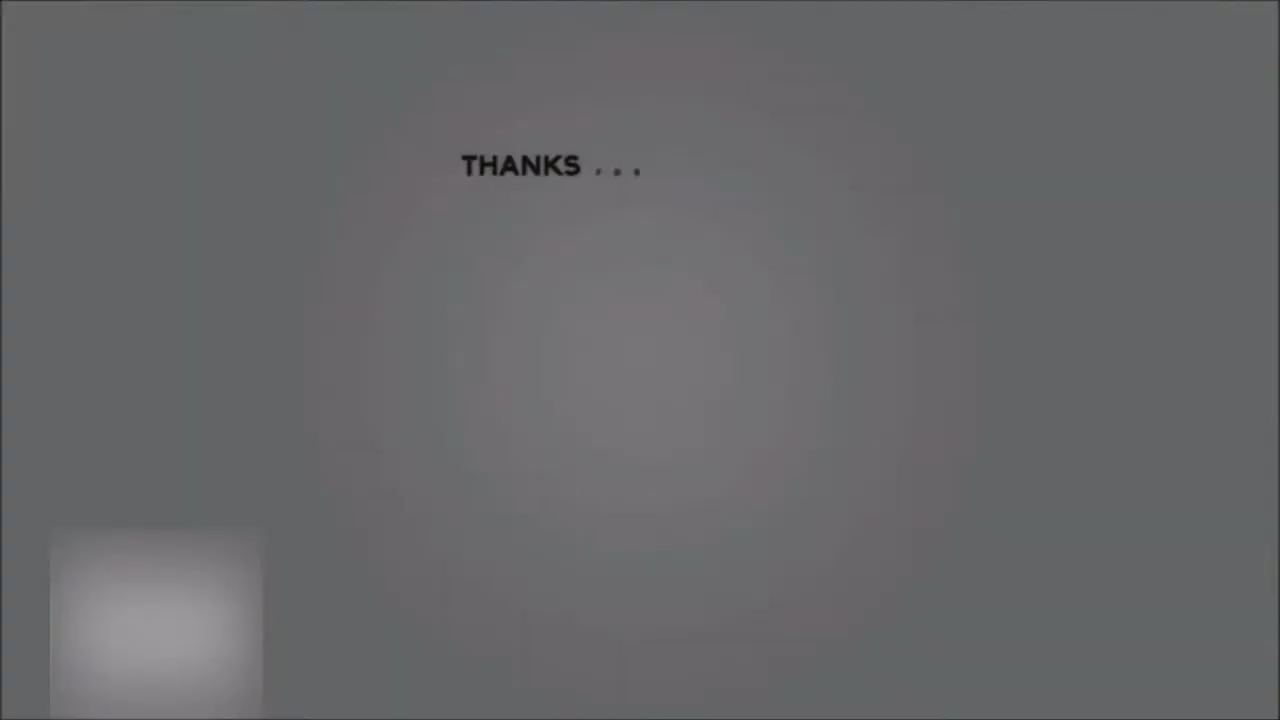 THANKS . . .